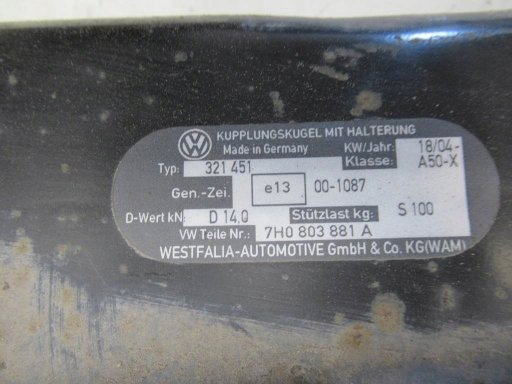 KUPPLUNGSKUGEL MIT HALTERUNG
Made in Germany KW/Jahr: 18/04-
Typ: 321 451 Klasse: A50-X
Gen.-Zei. e13 00-1087
D-Wert kN: D 14,0 Stützlast kg: S 100
VW Teile Nr.: 7H0 803 881 A
WESTFALIA-AUTOMOTIVE GmbH & Co. KG(WAM)